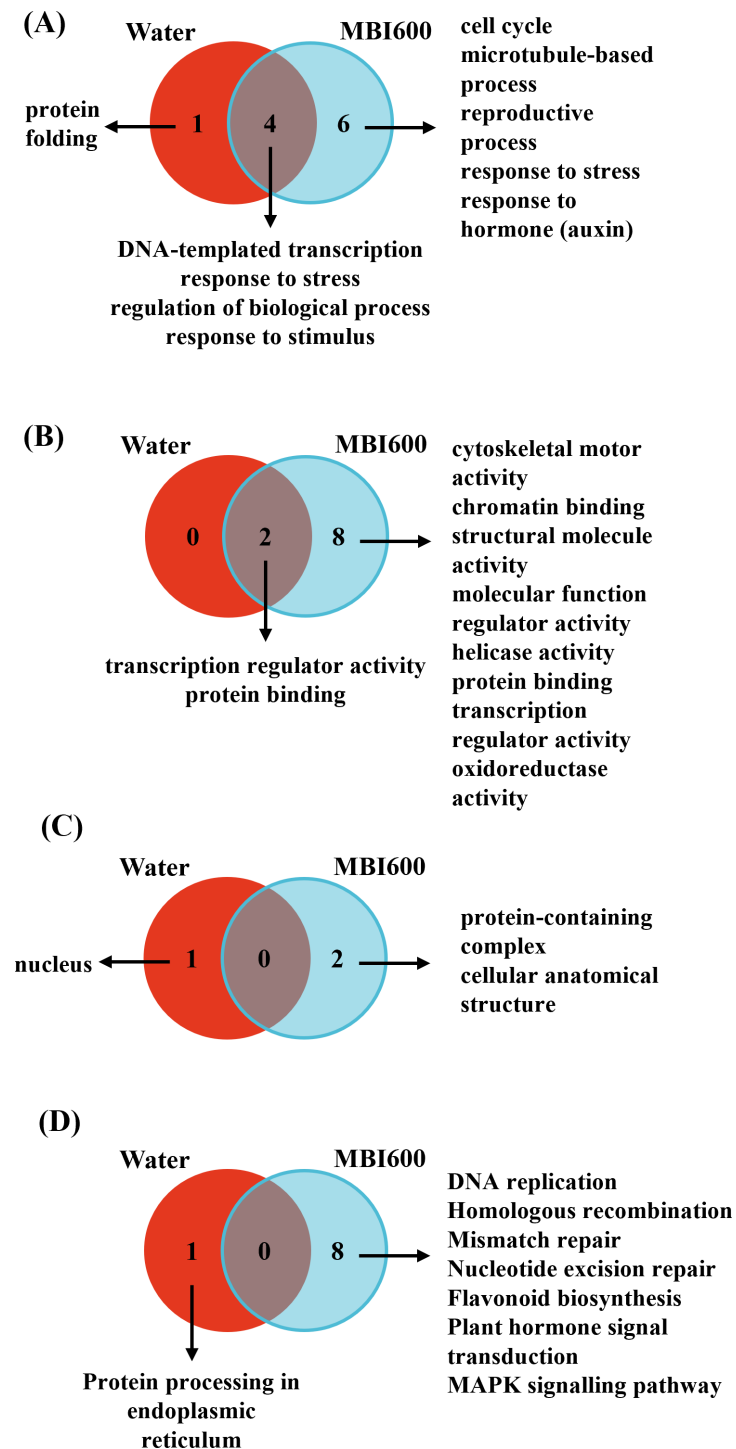 (A)
Water
MBI600
protein
folding
1
4
6
cell cycle
microtubule-based
process
reproductive
process
response to stress
response to
hormone (auxin)
DNA-templated transcription
response to stress
regulation of biological process
response to stimulus
(B)
Water
MBI600
0
2
8
cytoskeletal motor
activity
chromatin binding
structural molecule
activity
molecular function
regulator activity
helicase activity
protein binding
transcription
regulator activity
oxidoreductase
activity
transcription regulator activity
protein binding
(C)
Water
MBI600
nucleus
1
0
2
protein-containing
complex
cellular anatomical
structure
(D)
Water
MBI600
1
0
8
DNA replication
Homologous recombination
Mismatch repair
Nucleotide excision repair
Flavonoid biosynthesis
Plant hormone signal
transduction
MAPK signalling pathway
Protein processing in
endoplasmic
reticulum